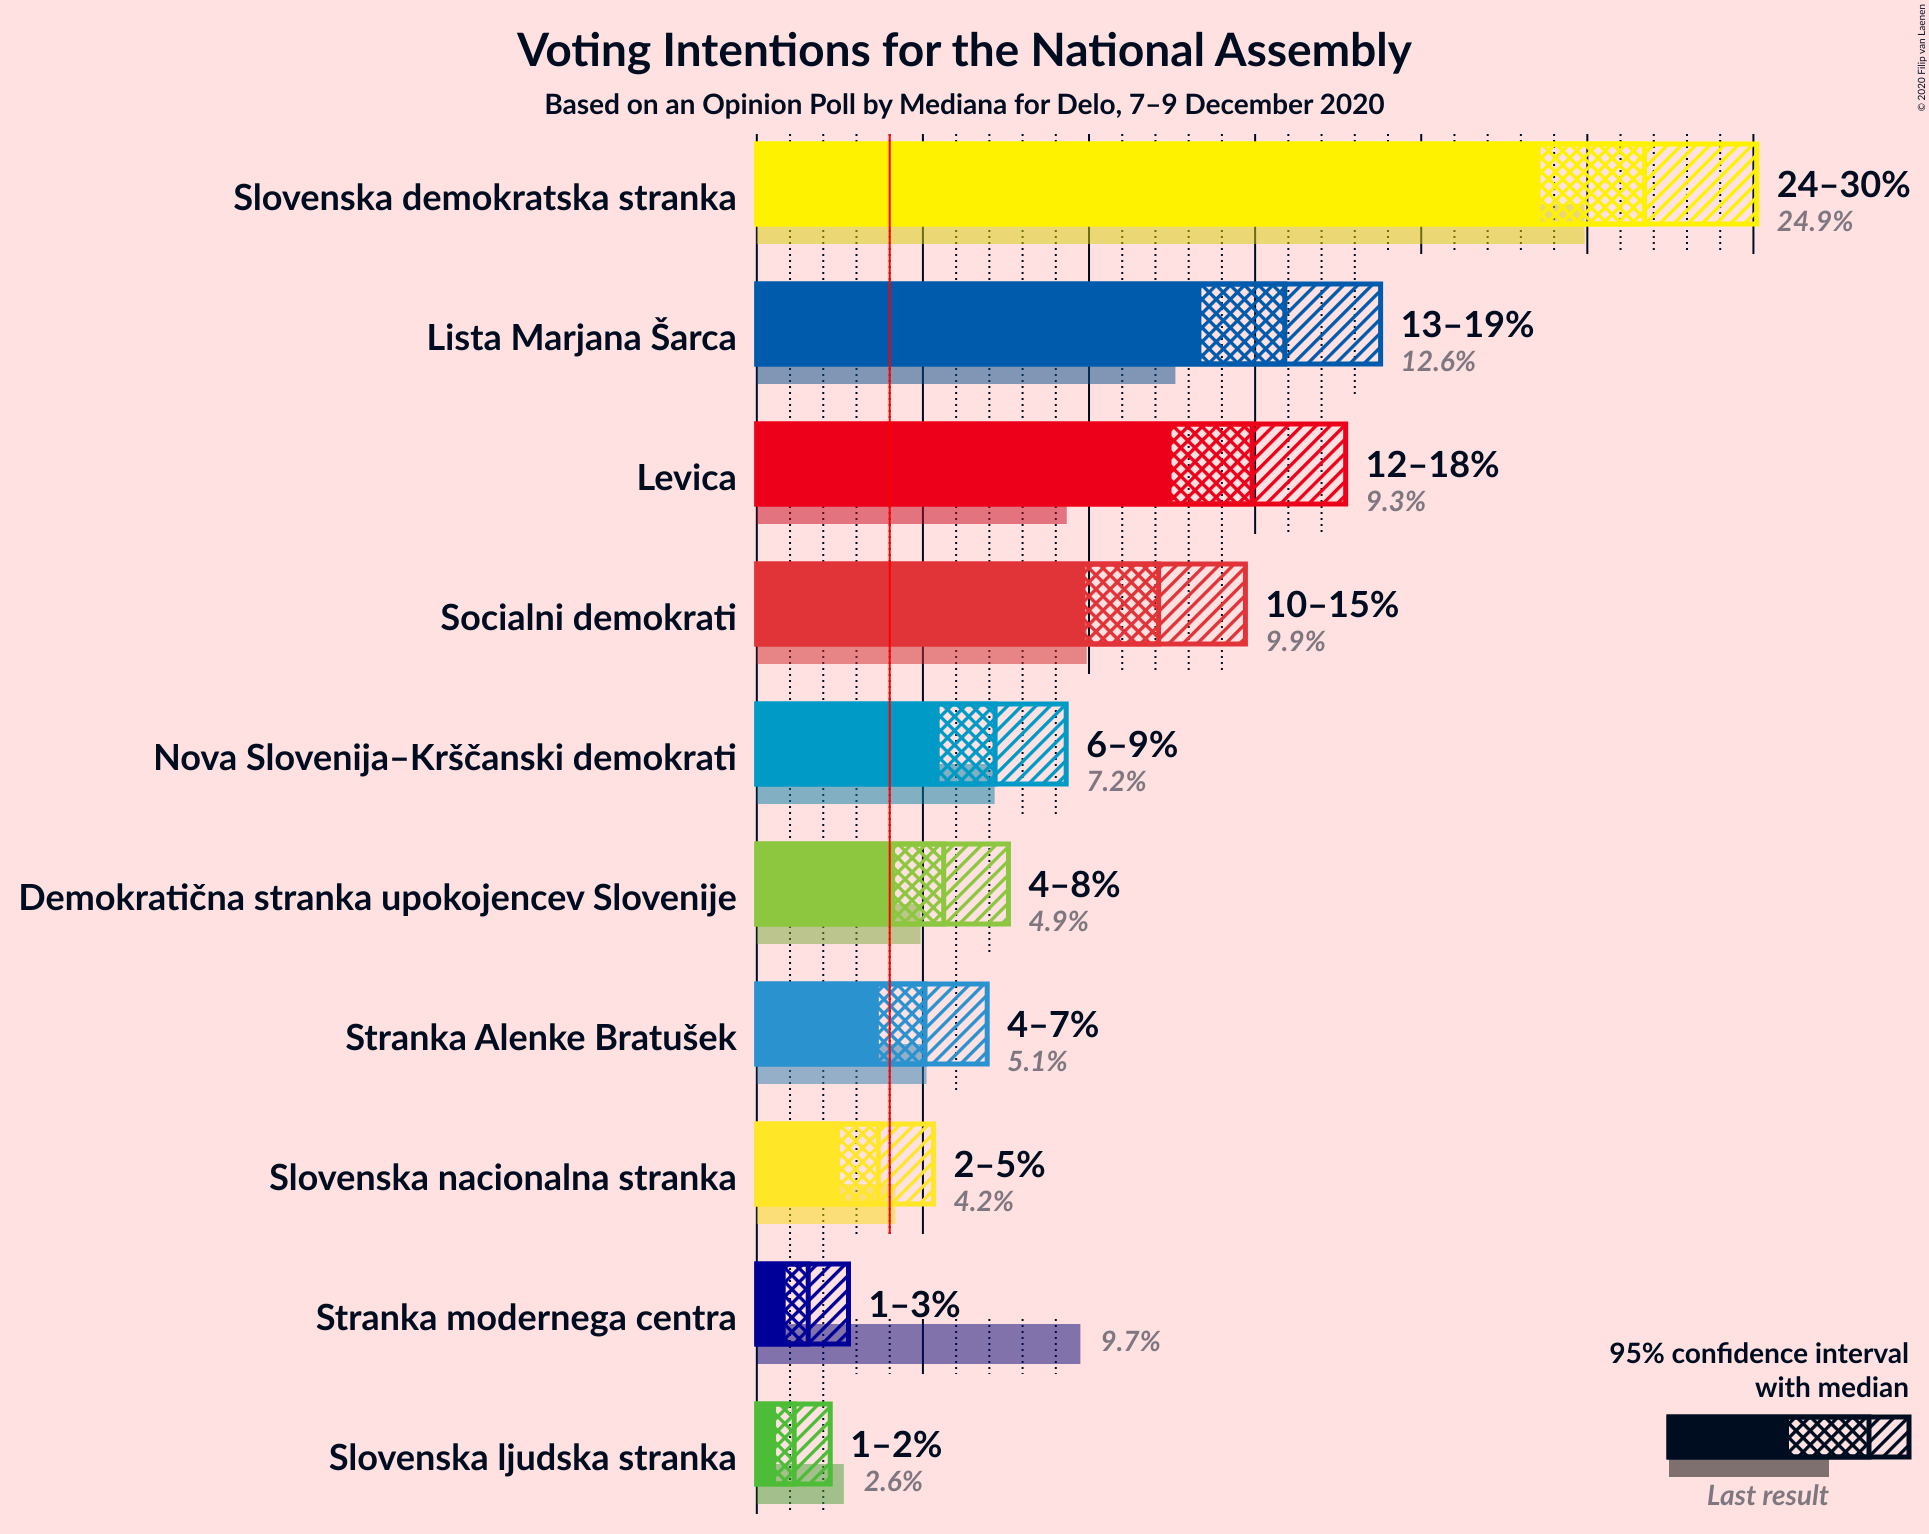 Voting Intentions for the National Assembly
Based on an Opinion Poll by Mediana for Delo, 7–9 December 2020
© 2020 Filip van Laenen
Slovenska demokratska stranka
24–30%
24.9%
Lista Marjana Šarca
13–19%
12.6%
Levica
12–18%
9.3%
Socialni demokrati
10–15%
9.9%
Nova Slovenija–Krščanski demokrati
6–9%
7.2%
Demokratična stranka upokojencev Slovenije
4–8%
4.9%
Stranka Alenke Bratušek
4–7%
5.1%
Slovenska nacionalna stranka
2–5%
4.2%
Stranka modernega centra
1–3%
9.7%
Slovenska ljudska stranka
1–2%
2.6%
95% confidence interval
with median
Last result